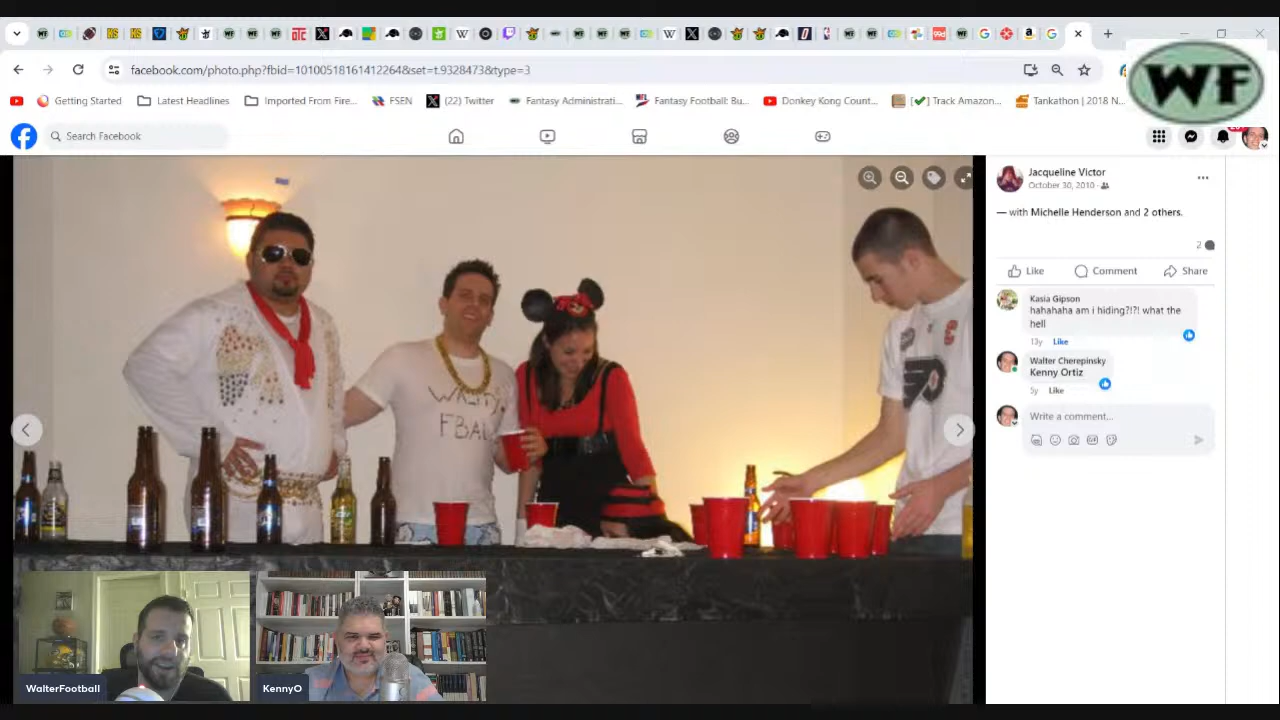 facebook.com/photo.php?fbid=10100518161412264&set=t.9328473&type=3
WF
Getting Started
Latest Headlines
Imported From Fire...
FSEN
(22) Twitter
Fantasy Administrati...
Fantasy Football: Bu...
Donkey Kong Count...
[✔] Track Amazon...
Tankathon | 2018 N...
Search Facebook
Jacqueline Victor
October 30, 2010 ·
— with Michelle Henderson and 2 others.
2
Like
Comment
Share
Kasia Gipson
hahahaha am i hiding?!?! what the
hell
13y Like
Walter Cherepinsky
Kenny Ortiz
5y Like
Write a comment...
FBALL
WalterFootball
KennyO